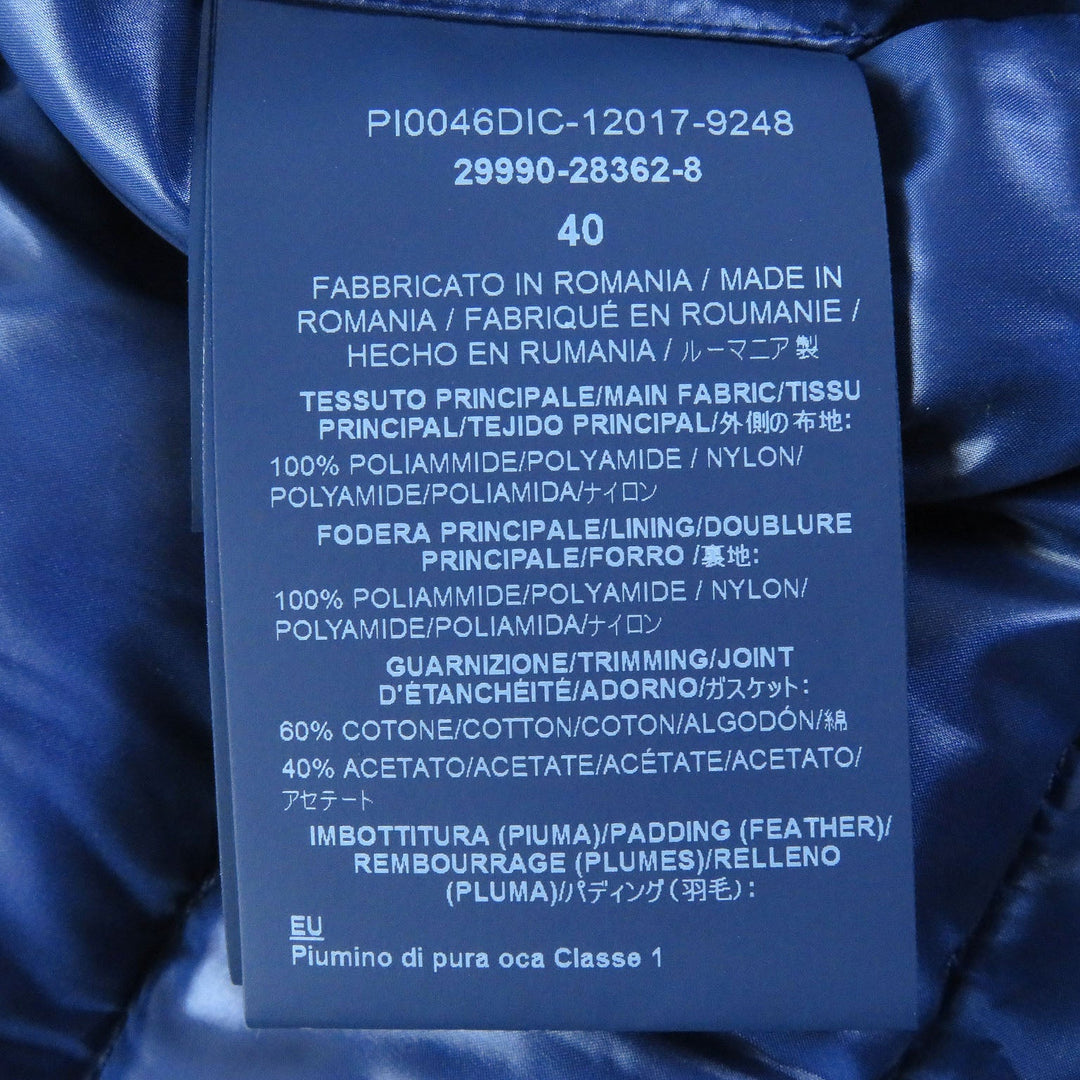 PI0046DIC-12017-9248
29990-28362-8
40
FABBRICATO IN ROMANIA / MADE IN
ROMANIA / FABRIQUÉ EN ROUMANIE /
HECHO EN RUMANIA / ルーマニア製
TESSUTO PRINCIPALE/MAIN FABRIC/TISSU
PRINCIPAL/TEJIDO PRINCIPAL/外側の布地:
100% POLIAMMIDE/POLYAMIDE / NYLON/
POLYAMIDE/POLIAMIDA/ナイロン
FODERA PRINCIPALE/LINING/DOUBLURE
PRINCIPALE/FORRO /裏地:
100% POLIAMMIDE/POLYAMIDE / NYLON/
POLYAMIDE/POLIAMIDA/ナイロン
GUARNIZIONE/TRIMMING/JOINT
D'ÉTANCHÉITÉ/ADORNO/ガスケット:
60% COTONE/COTTON/COTON/ALGODÓN/綿
40% ACETATO/ACETATE/ACÉTATE/ACETATO/
アセテート
IMBOTTITURA (PIUMA)/PADDING (FEATHER)/
REMBOURRAGE (PLUMES)/RELLENO
(PLUMA)/パディング(羽毛):
EU
Piumino di pura oca Classe 1